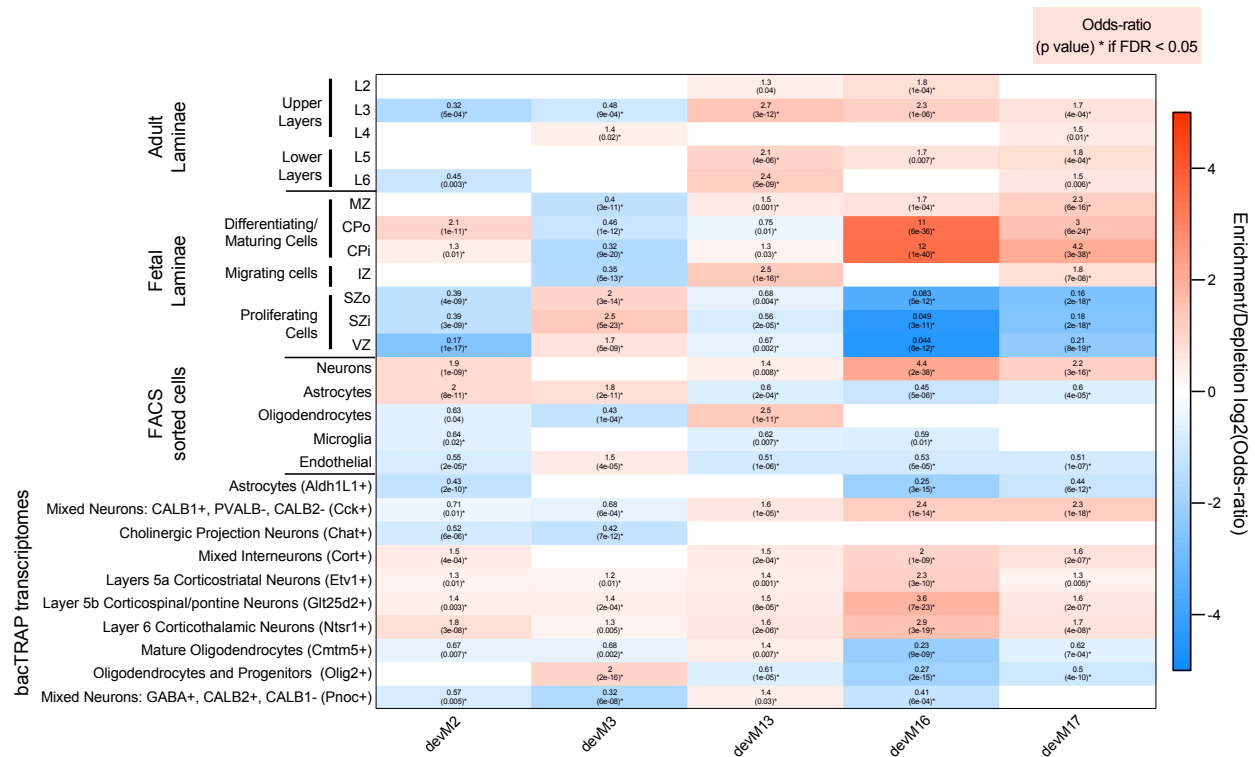 Odds-ratio
(p value) * if FDR < 0.05
Adult
Laminae
Upper
Layers
Lower
Layers
L2
1.3
(0.04)
1.8
(1e-04)*
L3
0.32
(5e-04)*
0.48
(9e-04)*
2.7
(3e-12)*
2.3
(1e-06)*
1.7
(4e-04)*
L4
1.4
(0.02)*
1.5
(0.01)*
L5
2.1
(4e-06)*
1.7
(0.007)*
1.8
(4e-04)*
L6
0.45
(0.003)*
2.4
(5e-09)*
1.5
(0.006)*
Fetal
Laminae
Differentiating/
Maturing Cells
Migrating cells
Proliferating
Cells
MZ
0.4
(3e-11)*
1.5
(0.001)*
1.7
(1e-04)*
2.3
(6e-16)*
CPo
2.1
(1e-11)*
0.46
(1e-12)*
0.75
(0.01)*
11
(6e-36)*
3
(6e-24)*
CPi
1.3
(0.01)*
0.32
(9e-20)*
1.3
(0.03)*
12
(1e-40)*
4.2
(3e-38)*
IZ
0.35
(5e-13)*
2.5
(1e-16)*
1.8
(7e-08)*
SZo
0.39
(4e-09)*
2
(3e-14)*
0.68
(0.004)*
0.083
(5e-12)*
0.16
(2e-18)*
SZi
0.39
(3e-09)*
2.5
(5e-23)*
0.56
(2e-05)*
0.049
(3e-11)*
0.18
(2e-18)*
VZ
0.17
(1e-17)*
1.7
(5e-09)*
0.67
(0.002)*
0.044
(6e-12)*
0.21
(8e-19)*
FACS
sorted cells
Neurons
1.9
(1e-09)*
1.4
(0.008)*
4.4
(2e-38)*
2.2
(3e-16)*
Astrocytes
2
(8e-11)*
1.8
(2e-11)*
0.6
(2e-04)*
0.45
(5e-06)*
0.6
(4e-05)*
Oligodendrocytes
0.63
(0.04)
0.43
(1e-04)*
2.5
(1e-11)*
Microglia
0.64
(0.02)*
0.62
(0.007)*
0.59
(0.01)*
Endothelial
0.55
(2e-05)*
1.5
(4e-05)*
0.51
(1e-06)*
0.53
(5e-05)*
0.51
(1e-07)*
bacTRAP transcriptomes
Astrocytes (Aldh1L1+)
0.43
(2e-10)*
0.25
(3e-15)*
0.44
(6e-12)*
Mixed Neurons: CALB1+, PVALB-, CALB2- (Cck+)
0.71
(0.01)*
0.68
(6e-04)*
1.6
(1e-05)*
2.4
(1e-14)*
2.3
(1e-18)*
Cholinergic Projection Neurons (Chat+)
0.52
(6e-06)*
0.42
(7e-12)*
Mixed Interneurons (Cort+)
1.5
(4e-04)*
1.5
(2e-04)*
2
(1e-09)*
1.6
(2e-07)*
Layers 5a Corticostriatal Neurons (Etv1+)
1.3
(0.01)*
1.2
(0.01)*
1.4
(0.001)*
2.3
(3e-10)*
1.3
(0.005)*
Layer 5b Corticospinal/pontine Neurons (Glt25d2+)
1.4
(0.003)*
1.4
(2e-04)*
1.5
(8e-05)*
3.6
(7e-23)*
1.6
(2e-07)*
Layer 6 Corticothalamic Neurons (Ntsr1+)
1.8
(3e-08)*
1.3
(0.005)*
1.6
(2e-06)*
2.9
(3e-19)*
1.7
(4e-08)*
Mature Oligodendrocytes (Cmtm5+)
0.67
(0.007)*
0.68
(0.002)*
1.4
(0.007)*
0.23
(9e-09)*
0.62
(7e-04)*
Oligodendrocytes and Progenitors (Olig2+)
2
(2e-16)*
0.61
(1e-05)*
0.27
(2e-15)*
0.5
(4e-10)*
Mixed Neurons: GABA+, CALB2+, CALB1- (Pnoc+)
0.57
(0.005)*
0.32
(6e-08)*
1.4
(0.03)*
0.41
(6e-04)*
devM2
devM3
devM13
devM16
devM17
4
2
0
-2
-4
Enrichment/Depletion log2(Odds-ratio)